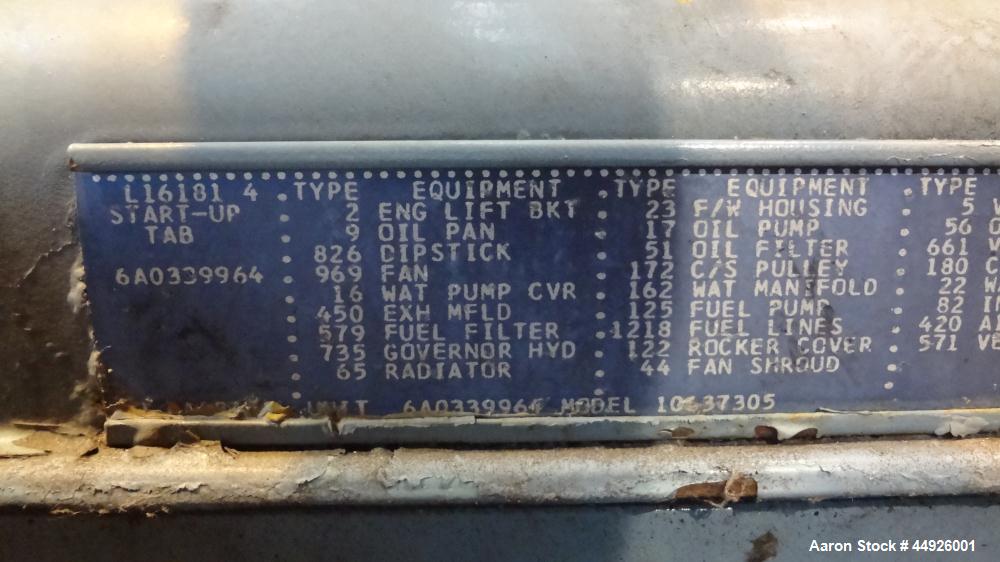 L16181 4 TYPE EQUIPMENT TYPE EQUIPMENT TYPE
START-UP 2 ENG LIFT BKT 23 F/W HOUSING 5
TAB 9 OIL PAN 17 OIL PUMP 56
826 DIPSTICK 51 OIL FILTER 661
6A0339964 969 FAN 172 C/S PULLEY 180
16 WAT PUMP CVR 162 WAT MANIFOLD 22
450 EXH MFLD 125 FUEL PUMP 82
579 FUEL FILTER 1218 FUEL LINES 420
735 GOVERNOR HYD 122 ROCKER COVER 571
65 RADIATOR 44 FAN SHROUD
UNIT 6A0339964 MODEL 10637305
Aaron Stock # 44926001